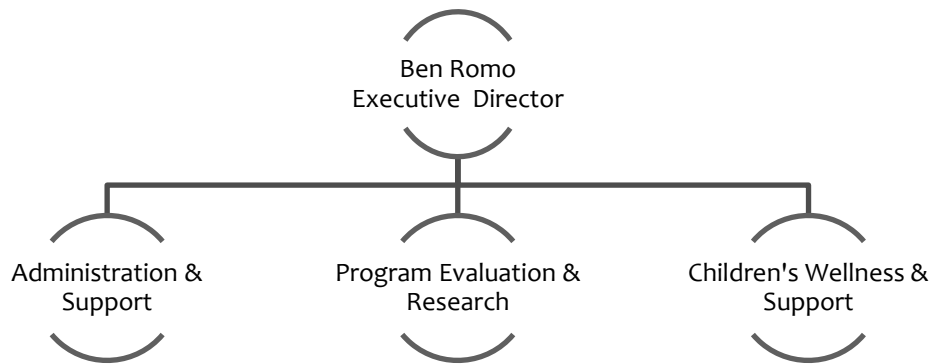 Ben Romo
Executive  Director
Administration &
Support
Program Evaluation &
Research
Children's Wellness &
Support